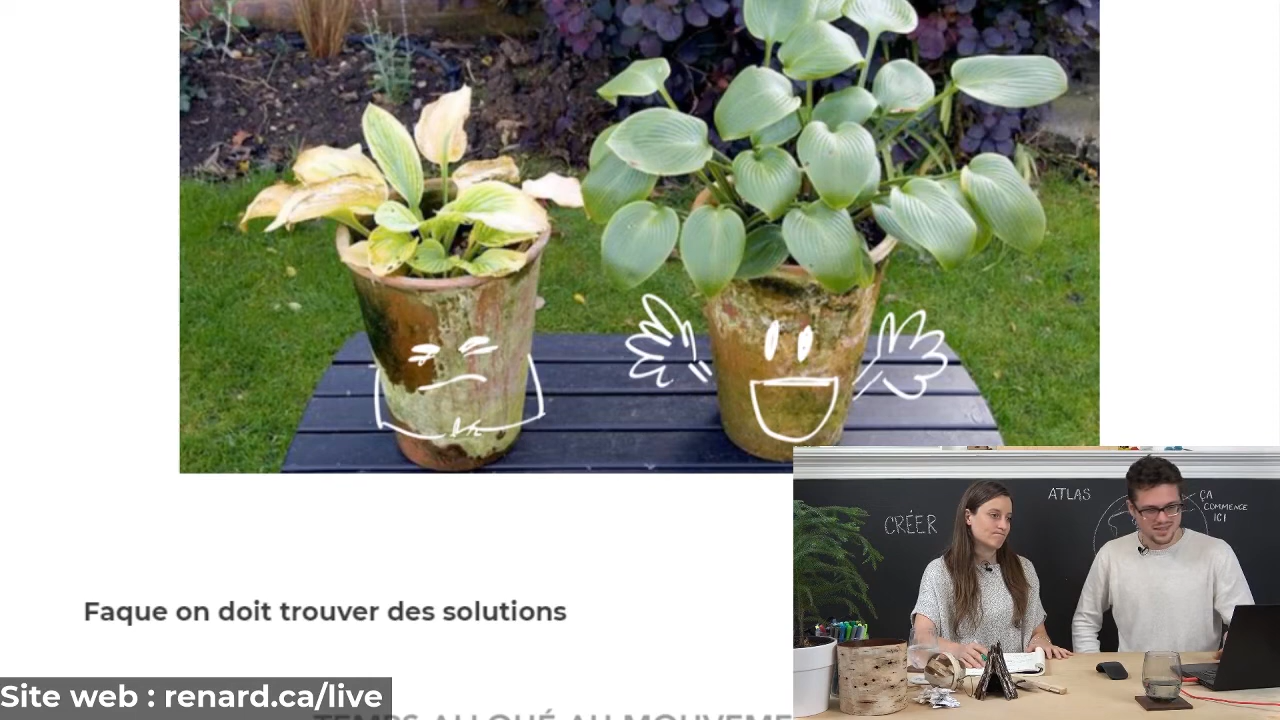 CRÉER
ATLAS
ÇA
COMMENCE
ICI
Faque on doit trouver des solutions
Site web : renard.ca/live